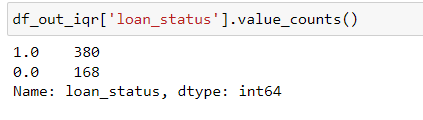 df_out_iqr['loan_status'].value_counts()
1.0    380
0.0    168
Name: loan_status, dtype: int64